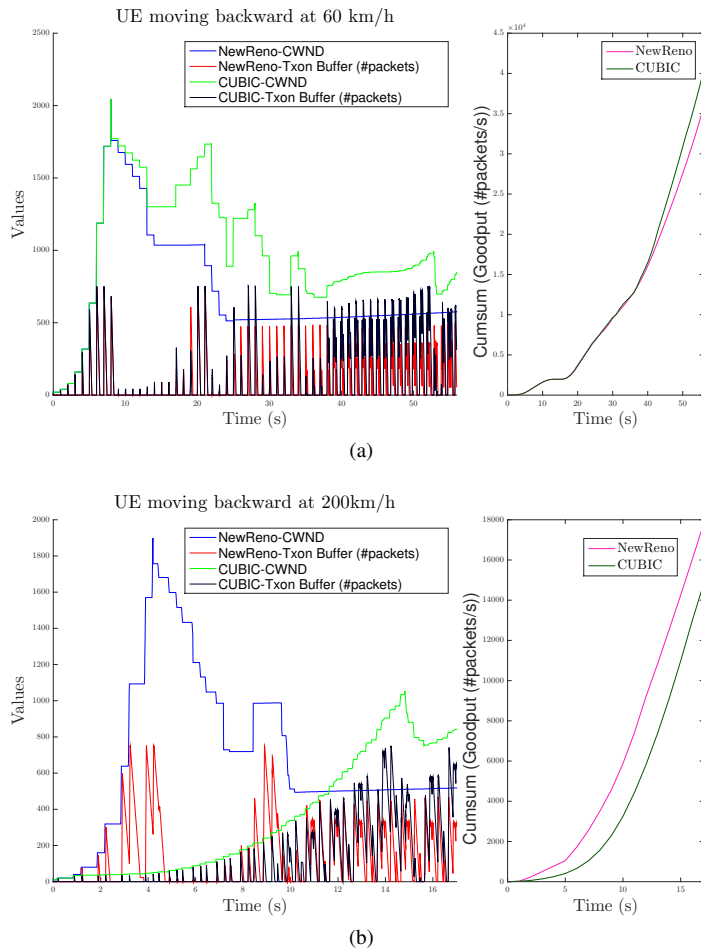 UE moving backward at 60 km/h
NewReno-CWND
NewReno-Txon Buffer (#packets)
CUBIC-CWND
CUBIC-Txon Buffer (#packets)
Values
2500
2000
1500
1000
500
0
0 10 20 30 40 50
Time (s)
×10⁴
NewReno
CUBIC
Cumsum (Goodput (#packets/s))
4.5
4
3.5
3
2.5
2
1.5
1
0.5
0
0 10 20 30 40 50
Time (s)
(a)
UE moving backward at 200km/h
NewReno-CWND
NewReno-Txon Buffer (#packets)
CUBIC-CWND
CUBIC-Txon Buffer (#packets)
Values
2000
1800
1600
1400
1200
1000
800
600
400
200
0
0 2 4 6 8 10 12 14 16
Time (s)
NewReno
CUBIC
Cumsum (Goodput (#packets/s))
18000
16000
14000
12000
10000
8000
6000
4000
2000
0
0 5 10 15
Time (s)
(b)